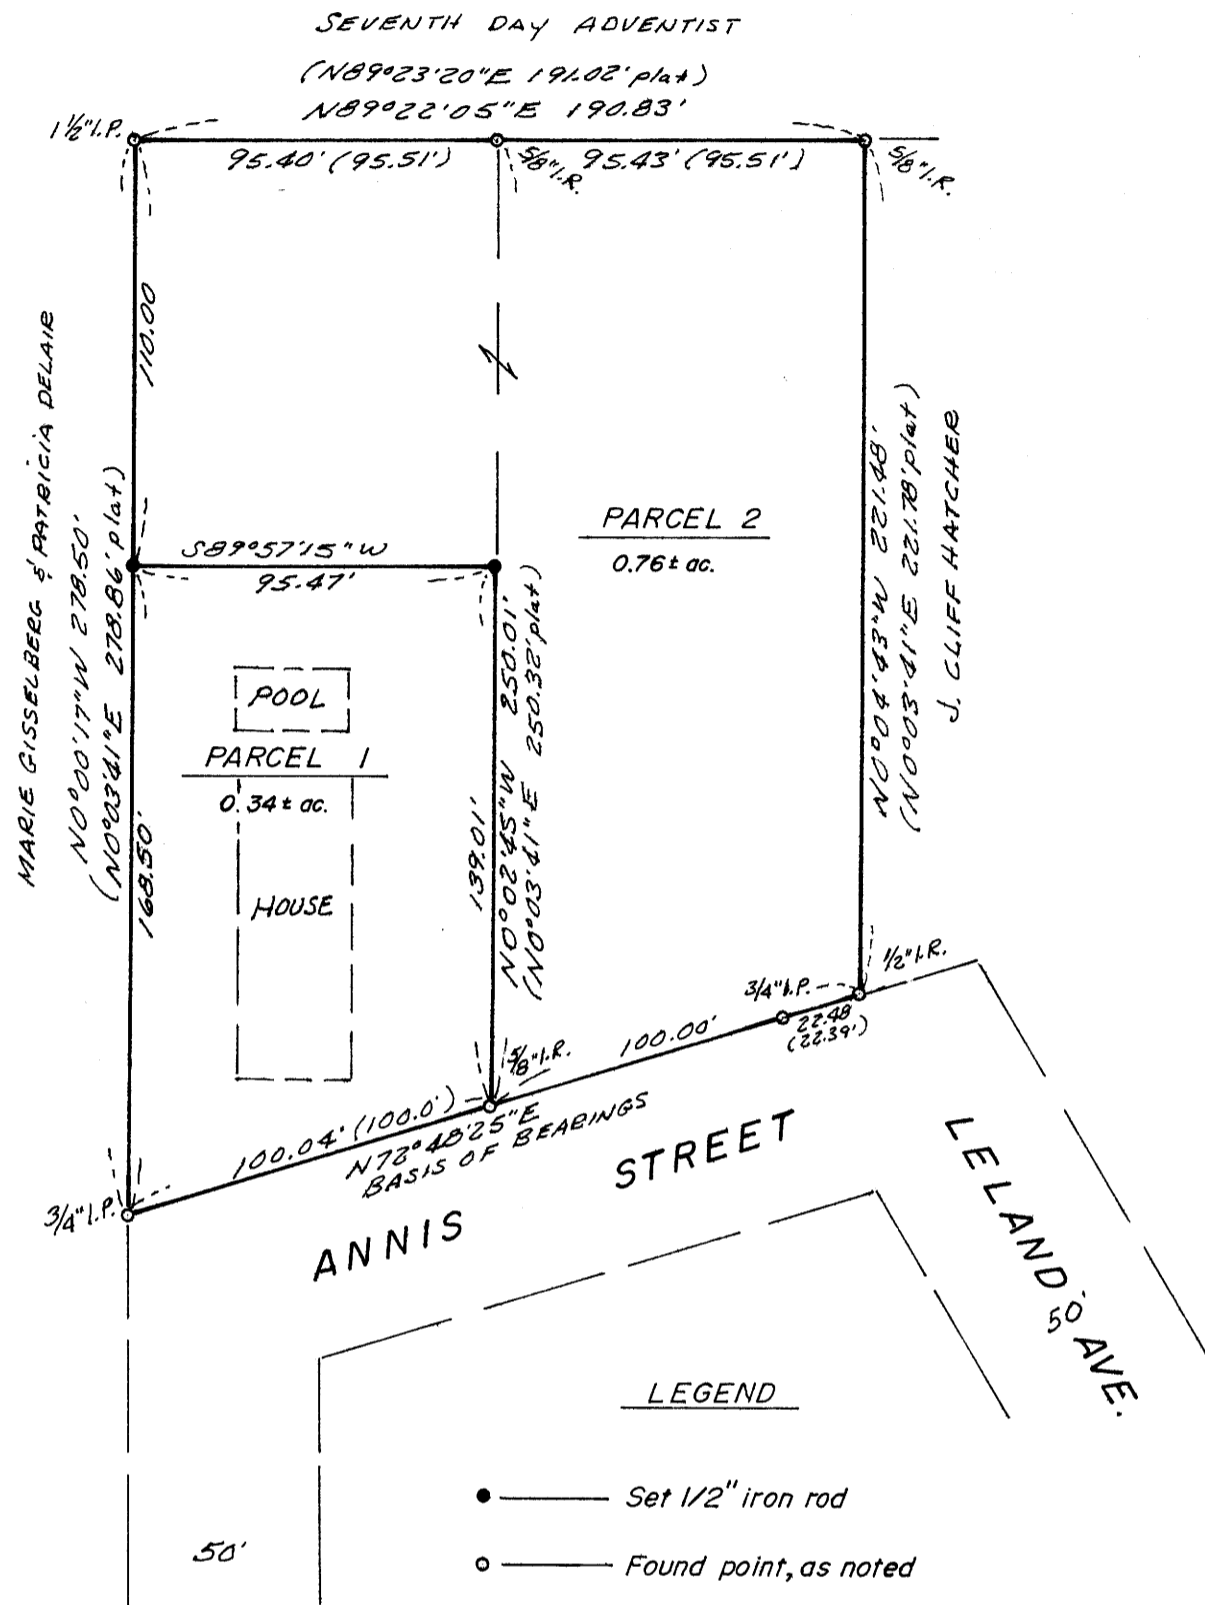 SEVENTH DAY ADVENTIST
(N89°23'20"E 191.02' plat)
N89°22'05"E 190.83'
1 1/2" I.P.
95.40' (95.51')
5/8" I.R.
95.43' (95.51')
5/8" I.R.
110.00
MARIE GISSELBERG & PATRICIA DELAIR
N0°00'17"W 278.50'
(N0°03'41"E 278.86' plat)
168.50'
S89°57'15"W
95.47'
PARCEL 2
0.76± ac.
POOL
PARCEL 1
0.34± ac.
HOUSE
139.01'
N0°02'45"W 250.01'
(N0°03'41"E 250.32' plat)
N0°04'43"W 221.48'
(N0°03'41"E 221.78' plat)
J. CLIFF HATCHER
1/2" I.R.
3/4" I.P.
22.48
(22.39')
100.00'
5/8" I.R.
100.04' (100.0')
N72°48'25"E
BASIS OF BEARINGS
3/4" I.P.
ANNIS STREET
LELAND AVE.
50'
LEGEND
Set 1/2" iron rod
Found point, as noted
50'